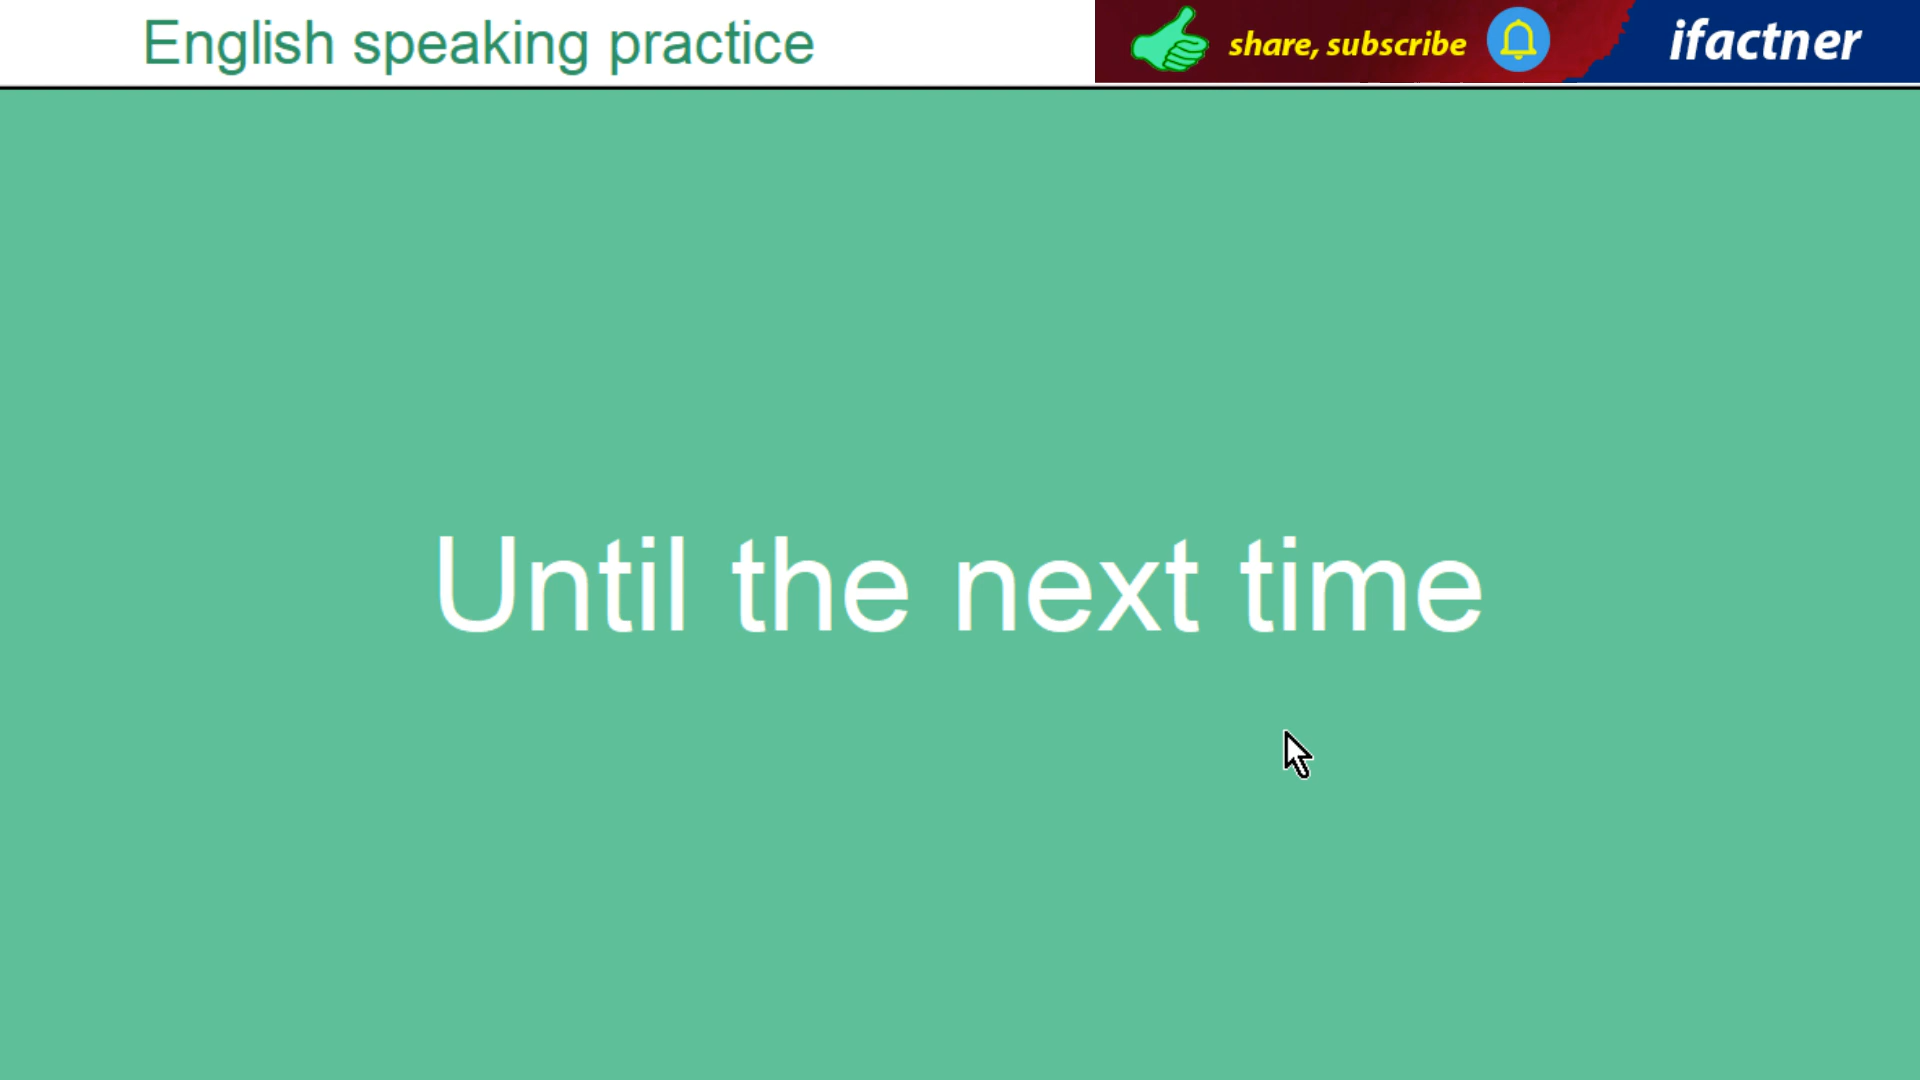 English speaking practice
share, subscribe
ifactner
Until the next time